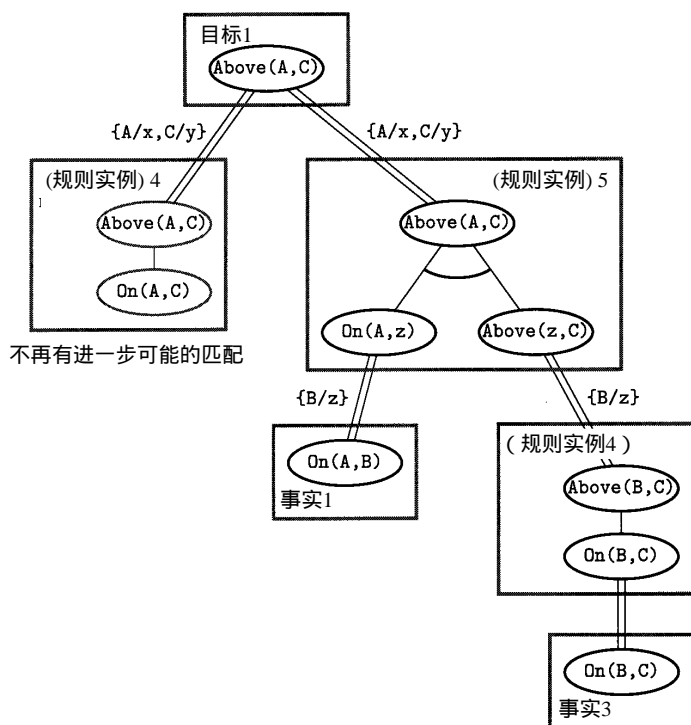 目标1
Above(A,C)
{A/x,C/y}
{A/x,C/y}
(规则实例) 4
Above(A,C)
On(A,C)
不再有进一步可能的匹配
(规则实例) 5
Above(A,C)
On(A,z)
Above(z,C)
{B/z}
{B/z}
On(A,B)
事实1
(规则实例4)
Above(B,C)
On(B,C)
On(B,C)
事实3